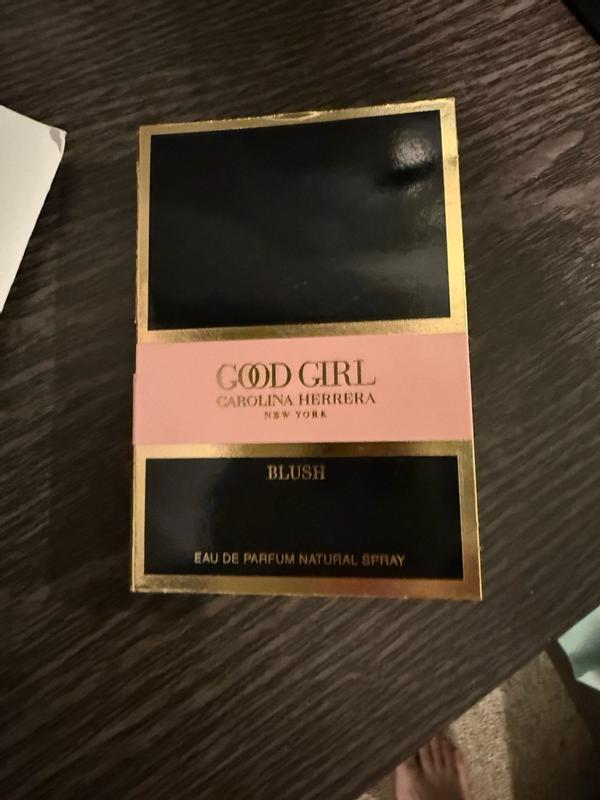 GOOD GIRL
CAROLINA HERRERA
NEW YORK
BLUSH
EAU DE PARFUM NATURAL SPRAY